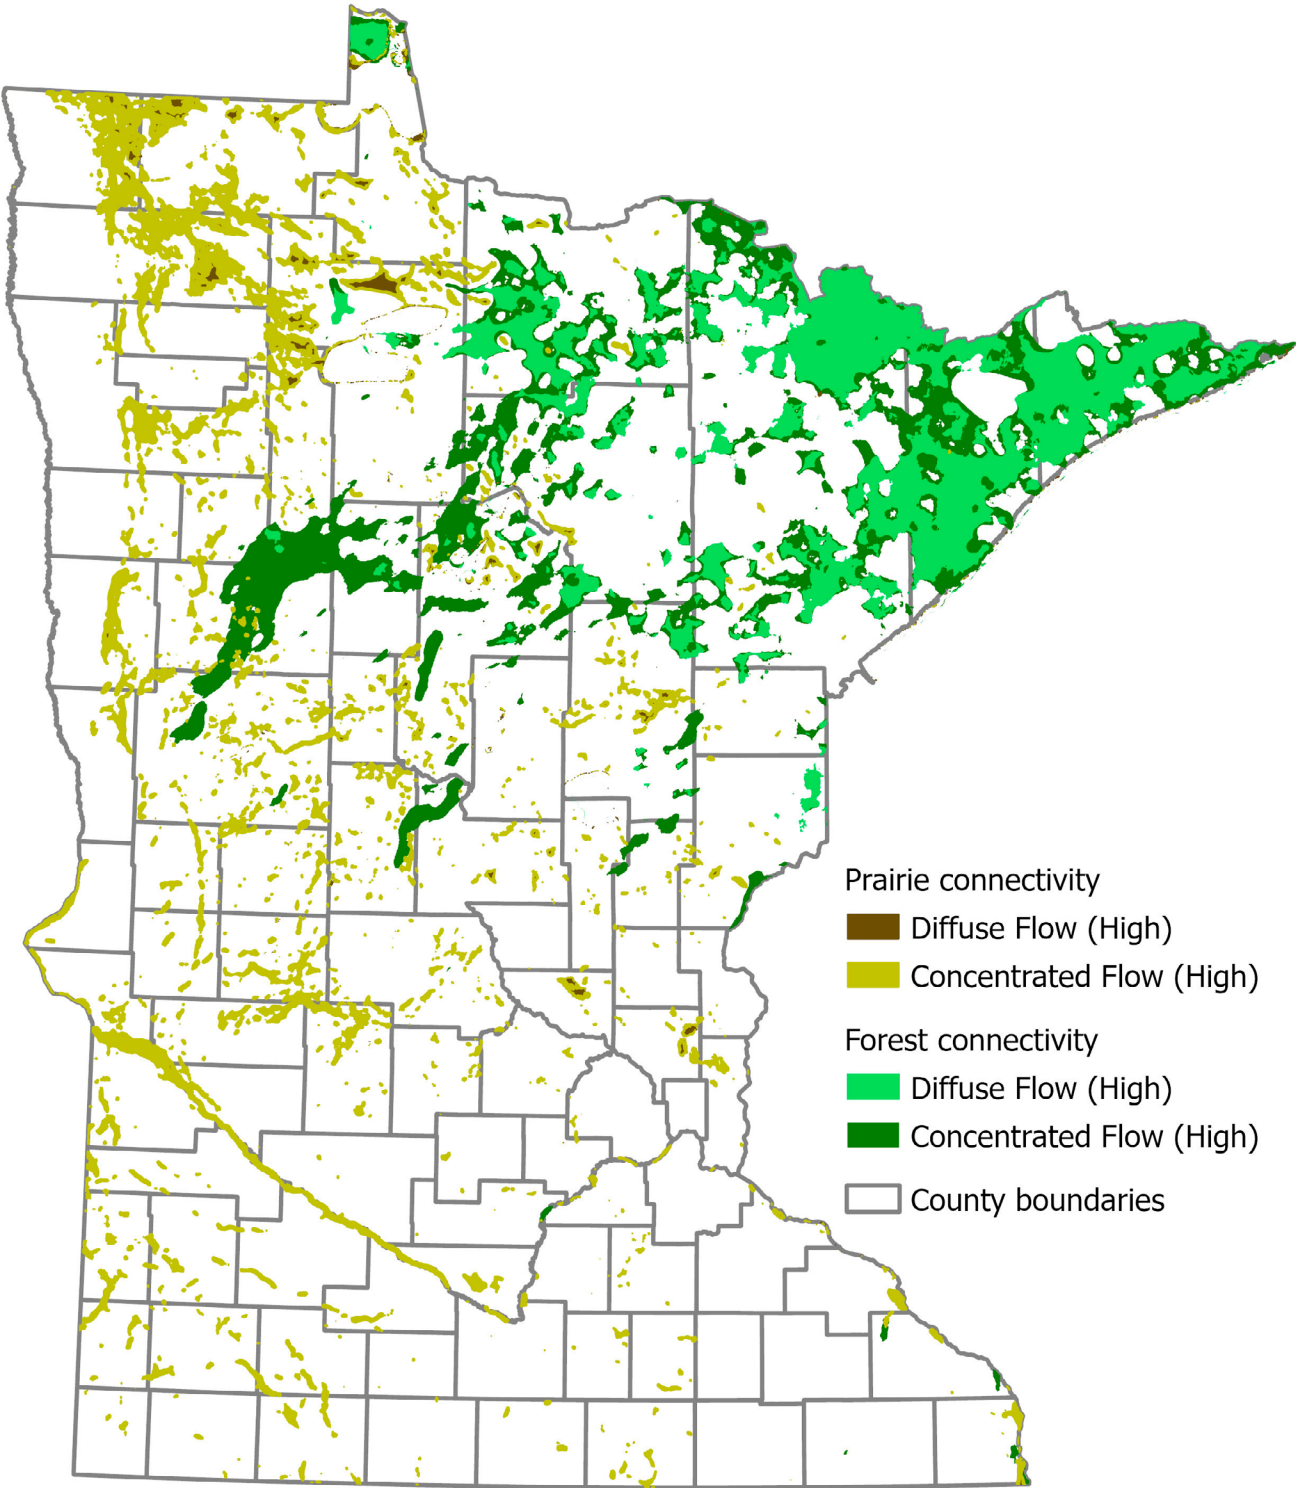 Prairie connectivity
Diffuse Flow (High)
Concentrated Flow (High)
Forest connectivity
Diffuse Flow (High)
Concentrated Flow (High)
County boundaries